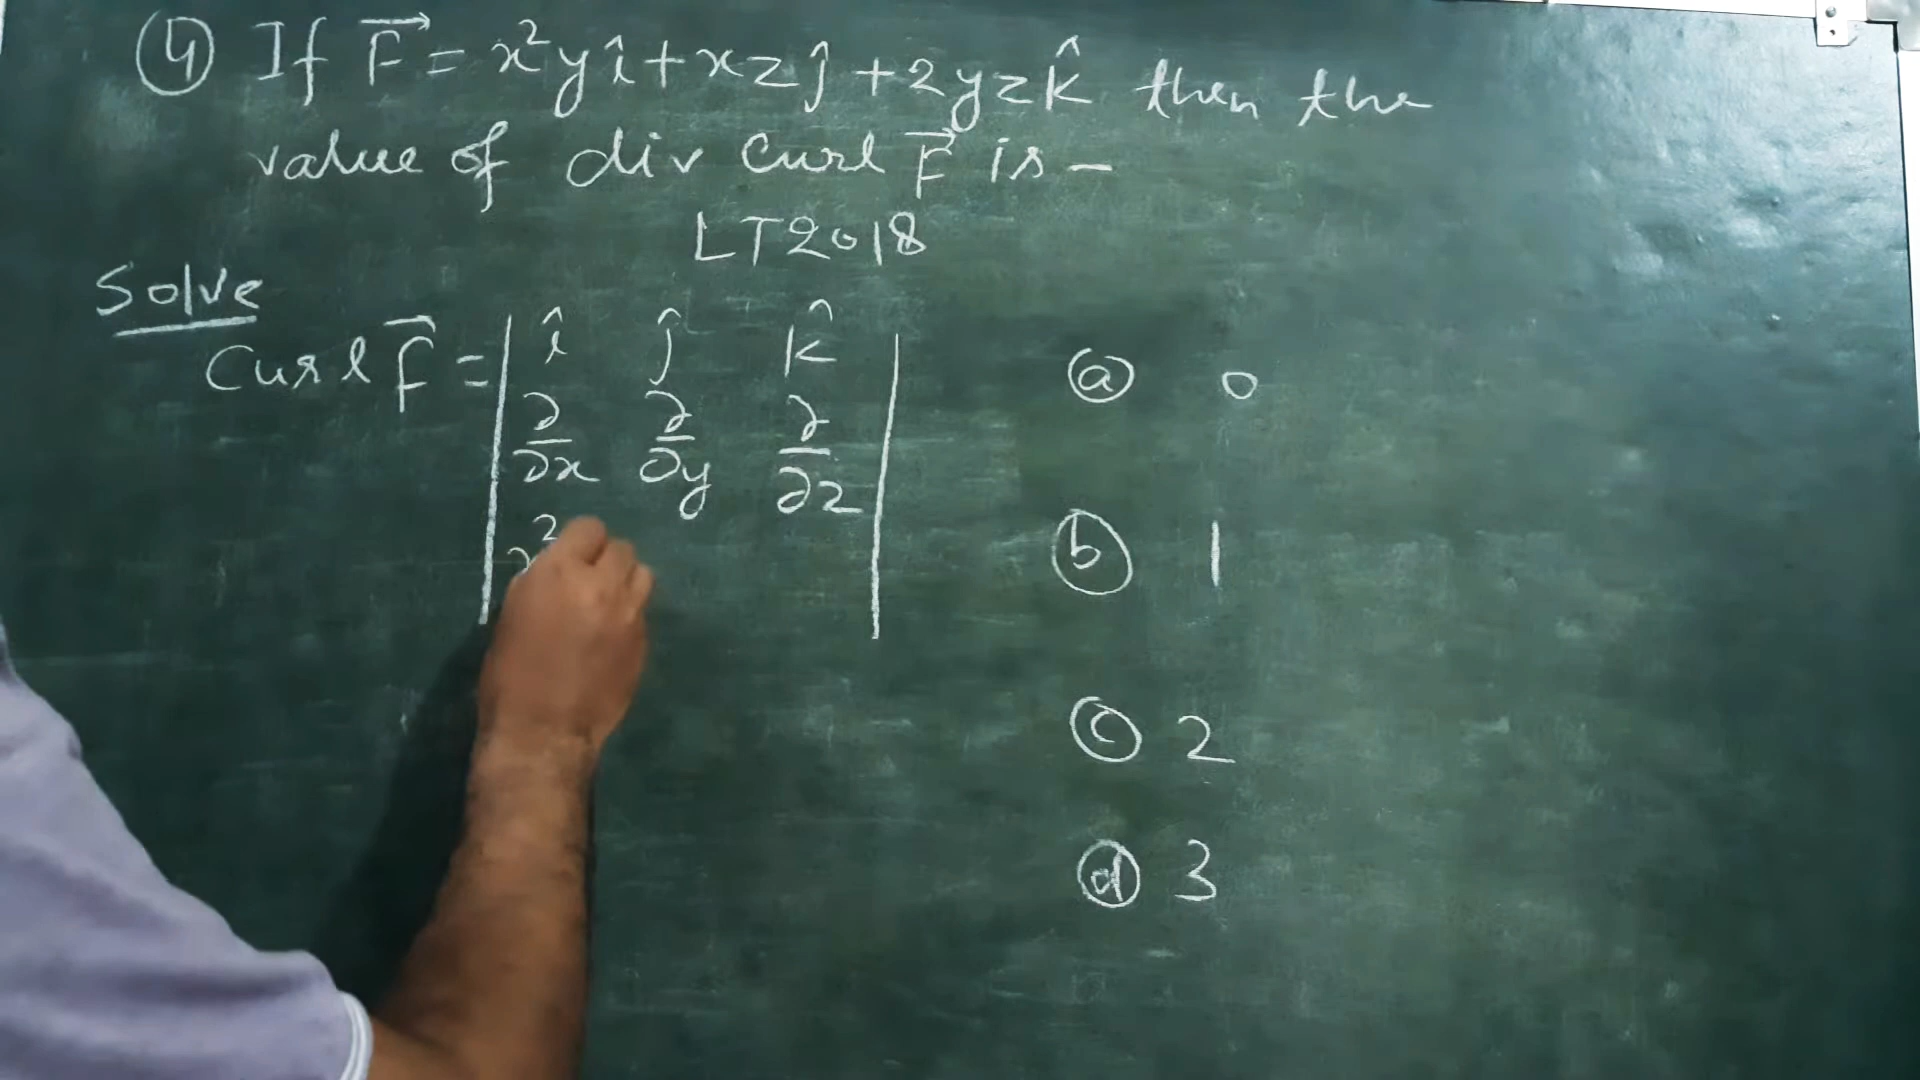 ④ If F⃗ = x²y î + xz ĵ + 2yz k̂ then the
value of div Curl F⃗ is –
LT2018
Solve
Curl F⃗ = | î ĵ k̂ |
∂/∂x ∂/∂y ∂/∂z
x²
ⓐ 0
ⓑ 1
ⓒ 2
ⓓ 3